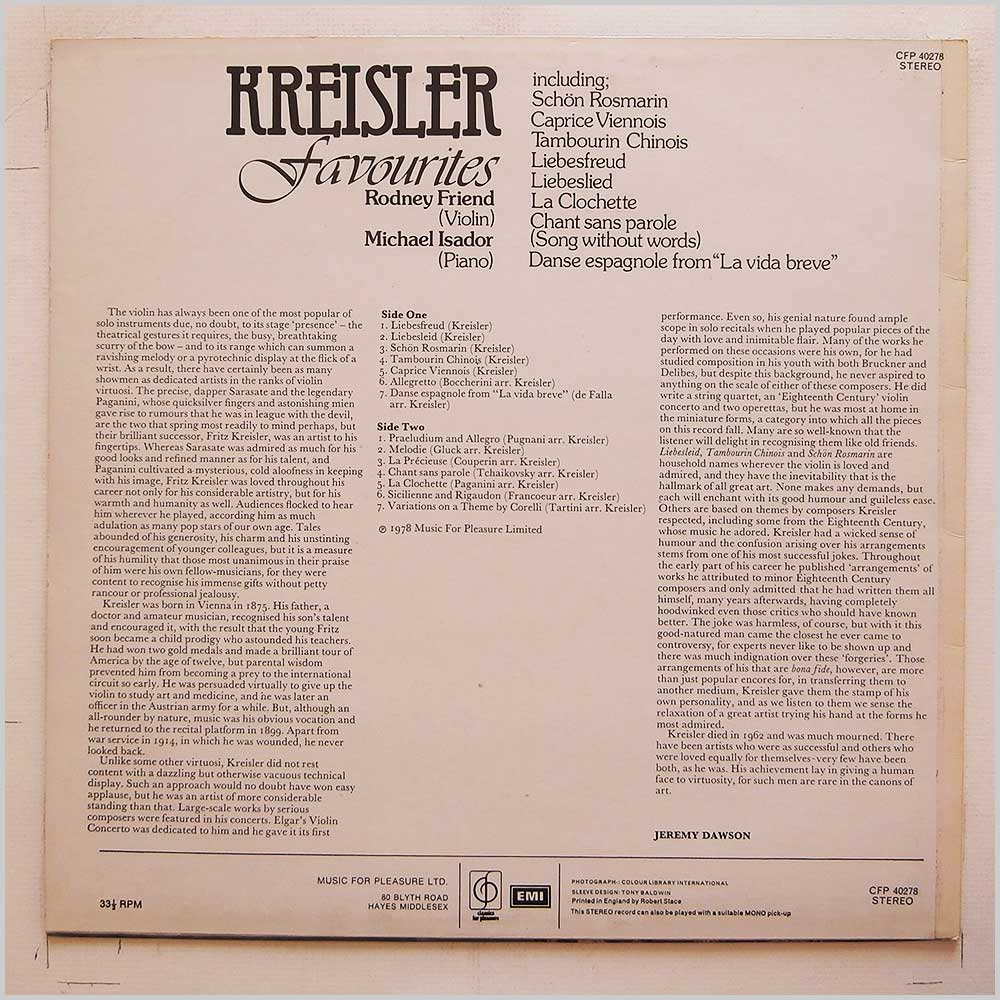 CFP 40278
STEREO
KREISLER
Favourites
Rodney Friend
(Violin)
Michael Isador
(Piano)
including;
Schön Rosmarin
Caprice Viennois
Tambourin Chinois
Liebesfreud
Liebeslied
La Clochette
Chant sans parole
(Song without words)
Danse espagnole from "La vida breve"
The violin has always been one of the most popular of
solo instruments due, no doubt, to its stage 'presence' – the
theatrical gestures it requires, the busy, breathtaking
scurry of the bow – and to its range which can summon a
ravishing melody or a pyrotechnic display at the flick of a
wrist. As a result, there have certainly been as many
showmen as dedicated artists in the ranks of violin
virtuosi. The precise, dapper Sarasate and the legendary
Paganini, whose quicksilver fingers and astonishing mien
gave rise to rumours that he was in league with the devil,
are the two that spring most readily to mind perhaps, but
their brilliant successor, Fritz Kreisler, was an artist to his
fingertips. Whereas Sarasate was admired as much for his
good looks and refined manner as for his talent, and
Paganini cultivated a mysterious, cold aloofness in keeping
with his image, Fritz Kreisler was loved throughout his
career not only for his considerable artistry, but for his
warmth and humanity as well. Audiences flocked to hear
him wherever he played, according him as much
adulation as many pop stars of our own age. Tales
abounded of his generosity, his charm and his unstinting
encouragement of younger colleagues, but it is a measure
of his humility that those most unanimous in their praise
of him were his own fellow-musicians, for they were
content to recognise his immense gifts without petty
rancour or professional jealousy.
Kreisler was born in Vienna in 1875. His father, a
doctor and amateur musician, recognised his son's talent
and encouraged it, with the result that the young Fritz
soon became a child prodigy who astounded his teachers.
He had won two gold medals and made a brilliant tour of
America by the age of twelve, but parental wisdom
prevented him from becoming a prey to the international
circuit so early. He was persuaded virtually to give up the
violin to study art and medicine, and he was later an
officer in the Austrian army for a while. But, although an
all-rounder by nature, music was his obvious vocation and
he returned to the recital platform in 1899. Apart from
war service in 1914, in which he was wounded, he never
looked back.
Unlike some other virtuosi, Kreisler did not rest
content with a dazzling but otherwise vacuous technical
display. Such an approach would no doubt have won easy
applause, but he was an artist of more considerable
standing than that. Large-scale works by serious
composers were featured in his concerts. Elgar's Violin
Concerto was dedicated to him and he gave it its first
Side One
1. Liebesfreud (Kreisler)
2. Liebesleid (Kreisler)
3. Schön Rosmarin (Kreisler)
4. Tambourin Chinois (Kreisler)
5. Caprice Viennois (Kreisler)
6. Allegretto (Boccherini arr. Kreisler)
7. Danse espagnole from "La vida breve" (de Falla
arr. Kreisler)
Side Two
1. Praeludium and Allegro (Pugnani arr. Kreisler)
2. Melodie (Gluck arr. Kreisler)
3. La Précieuse (Couperin arr. Kreisler)
4. Chant sans parole (Tchaikovsky arr. Kreisler)
5. La Clochette (Paganini arr. Kreisler)
6. Sicilienne and Rigaudon (Francoeur arr. Kreisler)
7. Variations on a Theme by Corelli (Tartini arr. Kreisler)
℗ 1978 Music For Pleasure Limited
performance. Even so, his genial nature found ample
scope in solo recitals when he played popular pieces of the
day with love and inimitable flair. Many of the works he
performed on these occasions were his own, for he had
studied composition in his youth with both Bruckner and
Delibes, but despite this background, he never aspired to
anything on the scale of either of these composers. He did
write a string quartet, an 'Eighteenth Century' violin
concerto and two operettas, but he was most at home in
the miniature forms, a category into which all the pieces
on this record fall. Many are so well-known that the
listener will delight in recognising them like old friends.
Liebesleid, Tambourin Chinois and Schön Rosmarin are
household names wherever the violin is loved and
admired, and they have the inevitability that is the
hallmark of all great art. None makes any demands, but
each will enchant with its good humour and guileless ease.
Others are based on themes by composers Kreisler
respected, including some from the Eighteenth Century,
whose music he adored. Kreisler had a wicked sense of
humour and the confusion arising over his arrangements
stems from one of his most successful jokes. Throughout
the early part of his career he published 'arrangements' of
works he attributed to minor Eighteenth Century
composers and only admitted that he had written them all
himself, many years afterwards, having completely
hoodwinked even those critics who should have known
better. The joke was harmless, of course, but with it this
good-natured man came the closest he ever came to
controversy, for experts never like to be shown up and
there was much indignation over these 'forgeries'. Those
arrangements of his that are bona fide, however, are more
than just popular encores for, in transferring them to
another medium, Kreisler gave them the stamp of his
own personality, and as we listen to them we sense the
relaxation of a great artist trying his hand at the forms he
most admired.
Kreisler died in 1962 and was much mourned. There
have been artists who were as successful and others who
were loved equally for themselves – very few have been
both, as he was. His achievement lay in giving a human
face to virtuosity, for such men are rare in the canons of
art.
JEREMY DAWSON
33⅓ RPM
MUSIC FOR PLEASURE LTD.
80 BLYTH ROAD
HAYES MIDDLESEX
classics
for pleasure
EMI
PHOTOGRAPH: COLOUR LIBRARY INTERNATIONAL
SLEEVE DESIGN: TONY BALDWIN
Printed in England by Robert Stace
This STEREO record can also be played with a suitable MONO pick-up
CFP 40278
STEREO